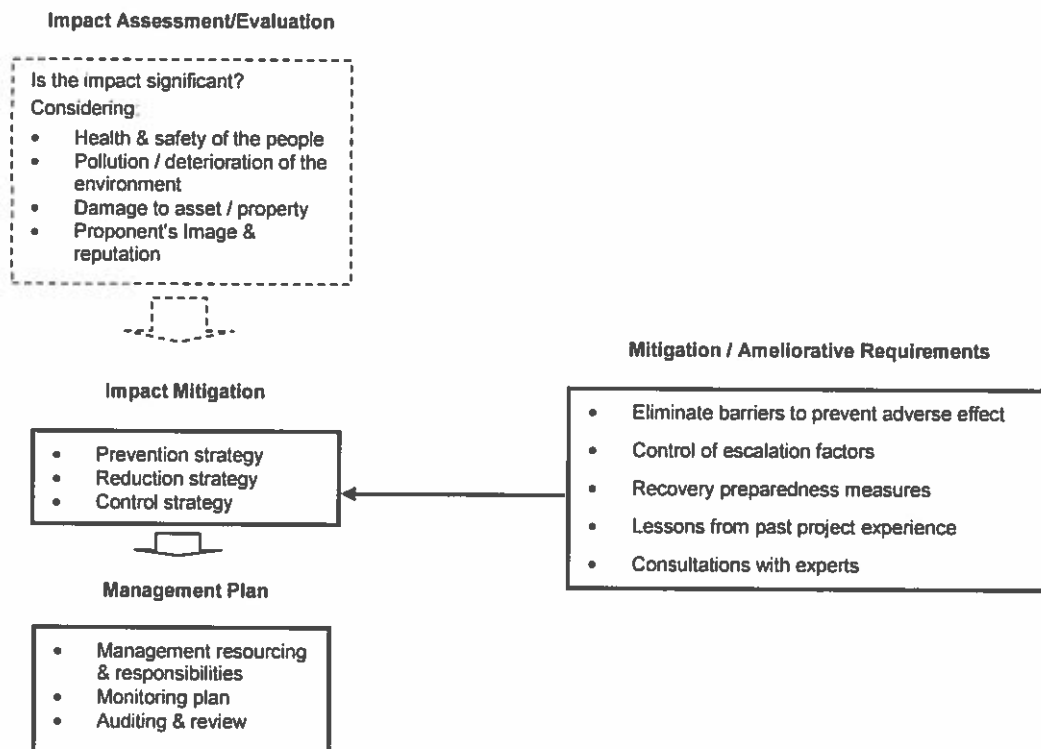 Impact Assessment/Evaluation
Is the impact significant?
Considering:
• Health & safety of the people
• Pollution / deterioration of the
environment
• Damage to asset / property
• Proponent's Image &
reputation
Impact Mitigation
• Prevention strategy
• Reduction strategy
• Control strategy
Mitigation / Ameliorative Requirements
• Eliminate barriers to prevent adverse effect
• Control of escalation factors
• Recovery preparedness measures
• Lessons from past project experience
• Consultations with experts
Management Plan
• Management resourcing
& responsibilities
• Monitoring plan
• Auditing & review